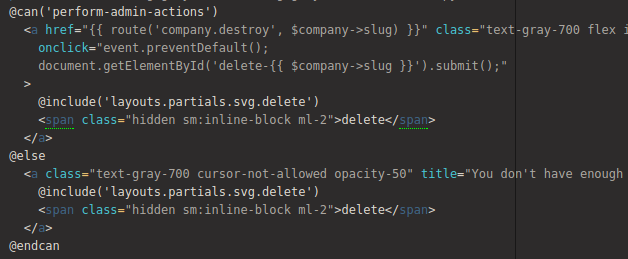 @can('perform-admin-actions')
<a href="{{ route('company.destroy', $company->slug) }}" class="text-gray-700 flex i
onclick="event.preventDefault();
document.getElementById('delete-{{ $company->slug }}').submit();"
>
@include('layouts.partials.svg.delete')
<span class="hidden sm:inline-block ml-2">delete</span>
</a>
@else
<a class="text-gray-700 cursor-not-allowed opacity-50" title="You don't have enough
@include('layouts.partials.svg.delete')
<span class="hidden sm:inline-block ml-2">delete</span>
</a>
@endcan